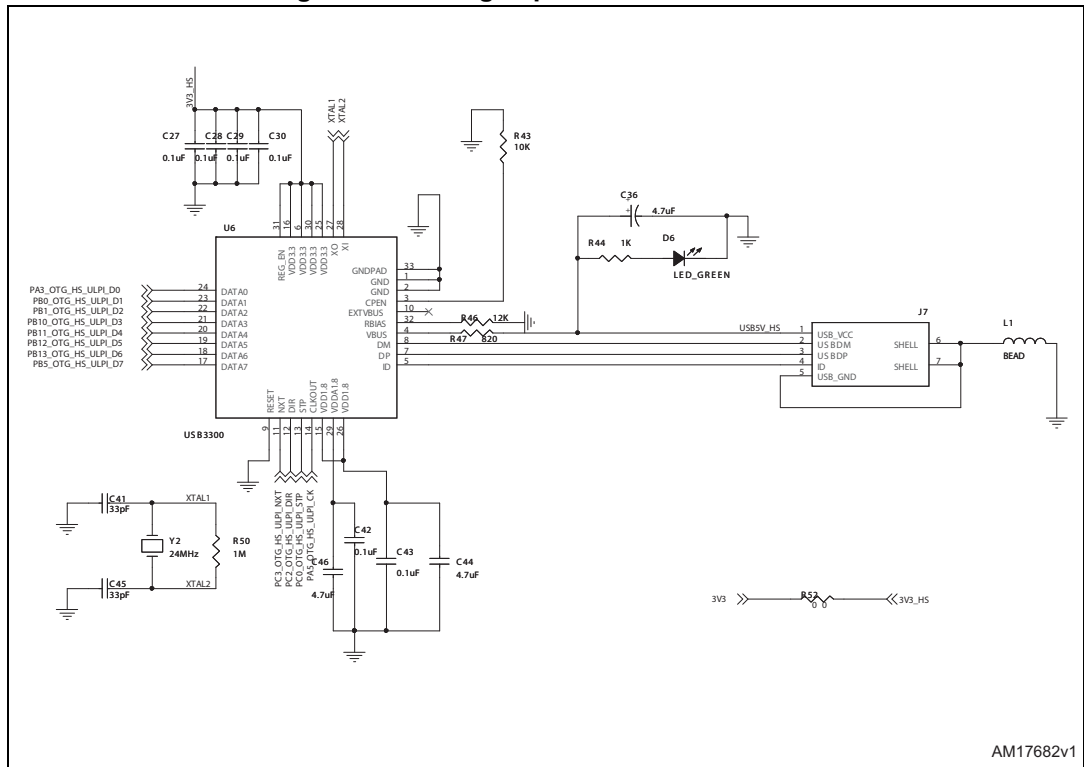 3V3_HS
XTAL1
XTAL2
C27
C28
C29
C30
0.1uF
0.1uF
0.1uF
0.1uF
R43
10K
C36
+
4.7uF
R44 1K
D6
LED_GREEN
U6
31
16
6
30
25
27
28
REG_EN
VDD3.3
VDD3.3
VDD3.3
VDD3.3
XO
XI
PA3_OTG_HS_ULPI_D0
PB0_OTG_HS_ULPI_D1
PB1_OTG_HS_ULPI_D2
PB10_OTG_HS_ULPI_D3
PB11_OTG_HS_ULPI_D4
PB12_OTG_HS_ULPI_D5
PB13_OTG_HS_ULPI_D6
PB5_OTG_HS_ULPI_D7
24 DATA0
23 DATA1
22 DATA2
21 DATA3
20 DATA4
19 DATA5
18 DATA6
17 DATA7
GNDPAD 33
GND 1
GND 2
CPEN 3
EXTVBUS 10
RBIAS 32
VBUS 4
DM 8
DP 7
ID 5
R46 12K
R47 820
USB5V_HS
J7
1 USB_VCC
2 USBDM
3 USBDP
4 ID
5 USB_GND
SHELL 6
SHELL 7
L1
BEAD
RESET
NXT
DIR
STP
CLKOUT
VDD1.8
VDDA1.8
VDD1.8
9
11
12
13
14
15
29
26
USB3300
PC3_OTG_HS_ULPI_NXT
PC2_OTG_HS_ULPI_DIR
PC0_OTG_HS_ULPI_STP
PA5_OTG_HS_ULPI_CK
C41
33pF
XTAL1
Y2
24MHz
R50
1M
C45
33pF
XTAL2
C42
0.1uF
C46
4.7uF
C43
0.1uF
C44
4.7uF
3V3
R52
0 0
3V3_HS
AM17682v1